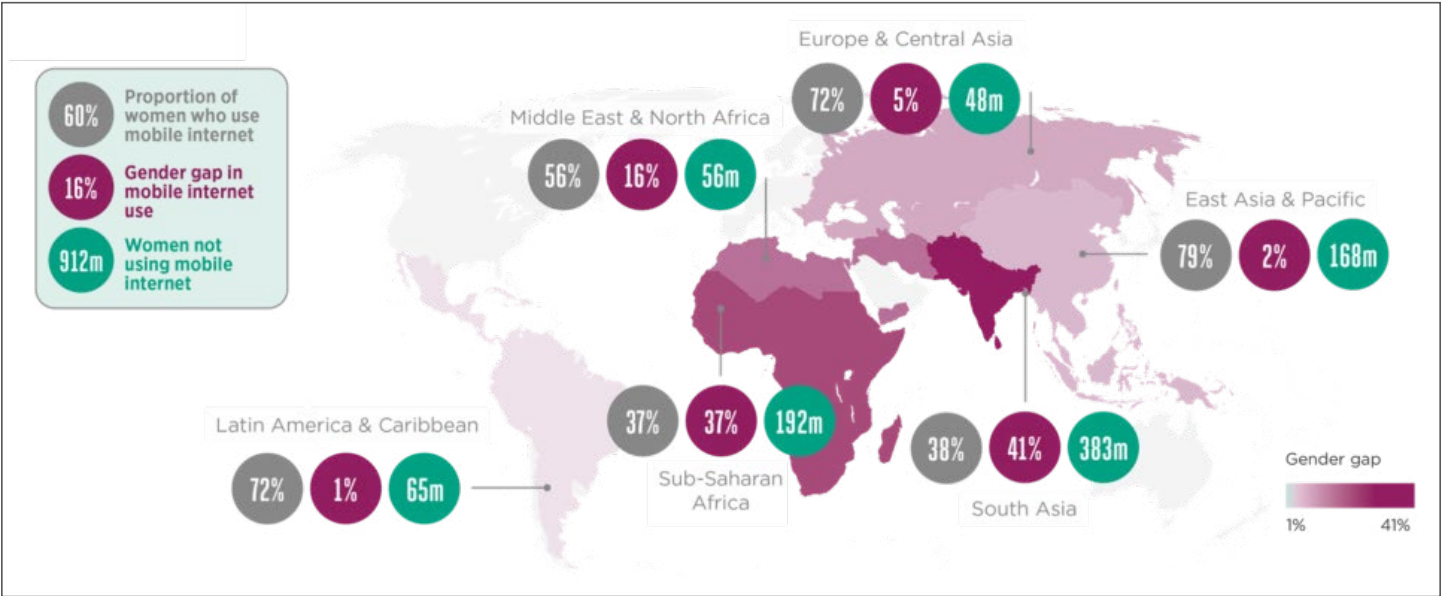 60%
Proportion of
women who use
mobile internet
16%
Gender gap in
mobile internet
use
912m
Women not
using mobile
internet
Europe & Central Asia
72% 5% 48m
Middle East & North Africa
56% 16% 56m
East Asia & Pacific
79% 2% 168m
Latin America & Caribbean
72% 1% 65m
37% 37% 192m
Sub-Saharan
Africa
38% 41% 383m
South Asia
Gender gap
1% 41%